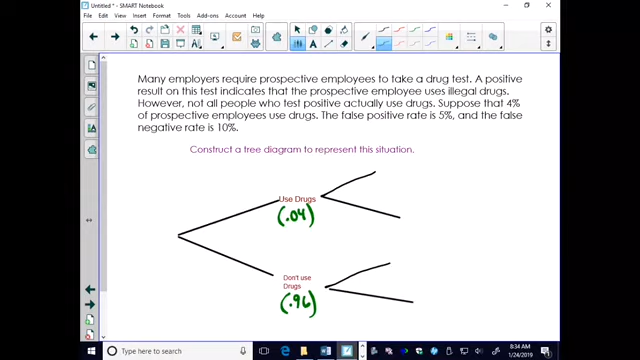 Untitled * - SMART Notebook
File Edit View Insert Format Tools Add-ons Account Help
Many employers require prospective employees to take a drug test. A positive
result on this test indicates that the prospective employee uses illegal drugs.
However, not all people who test positive actually use drugs. Suppose that 4%
of prospective employees use drugs. The false positive rate is 5%, and the false
negative rate is 10%.
Construct a tree diagram to represent this situation.
Use Drugs
(.04)
Don't use
Drugs
(.96)
Type here to search
8:34 AM
1/24/2019